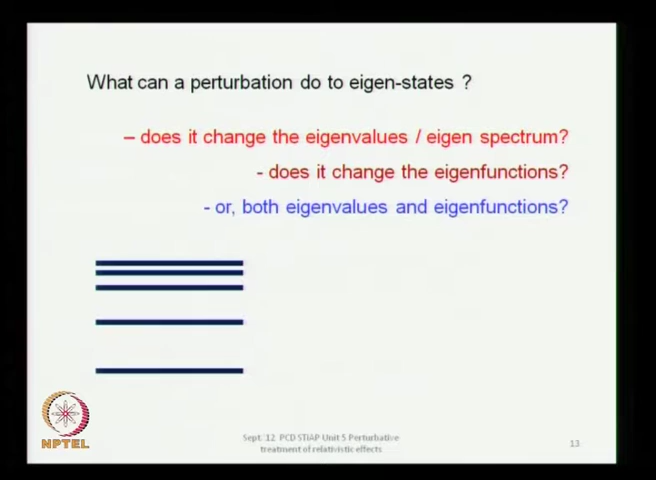 What can a perturbation do to eigen-states ?
– does it change the eigenvalues / eigen spectrum?
- does it change the eigenfunctions?
- or, both eigenvalues and eigenfunctions?
NPTEL
Sept. 12 PCD STiAP Unit 5 Perturbative
treatment of relativistic effects
13